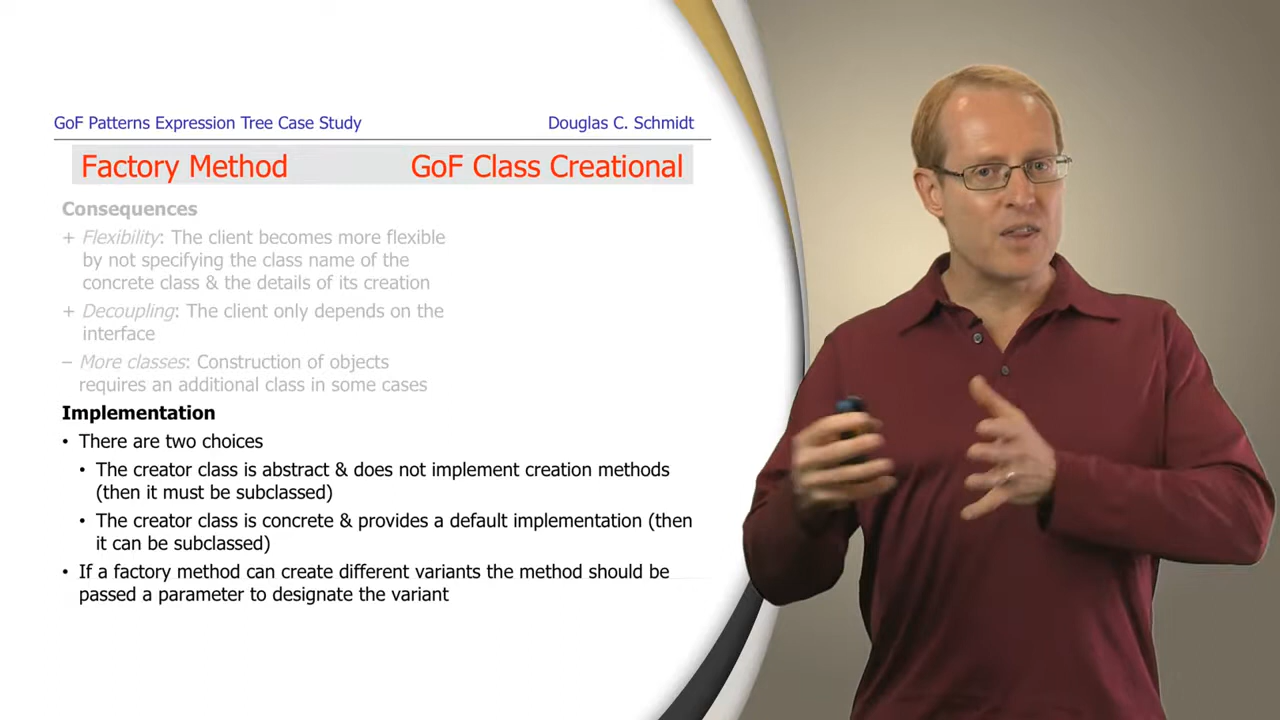 GoF Patterns Expression Tree Case Study Douglas C. Schmidt
Factory Method GoF Class Creational
Consequences
+ Flexibility: The client becomes more flexible
by not specifying the class name of the
concrete class & the details of its creation
+ Decoupling: The client only depends on the
interface
− More classes: Construction of objects
requires an additional class in some cases
Implementation
• There are two choices
• The creator class is abstract & does not implement creation methods
(then it must be subclassed)
• The creator class is concrete & provides a default implementation (then
it can be subclassed)
• If a factory method can create different variants the method should be
passed a parameter to designate the variant